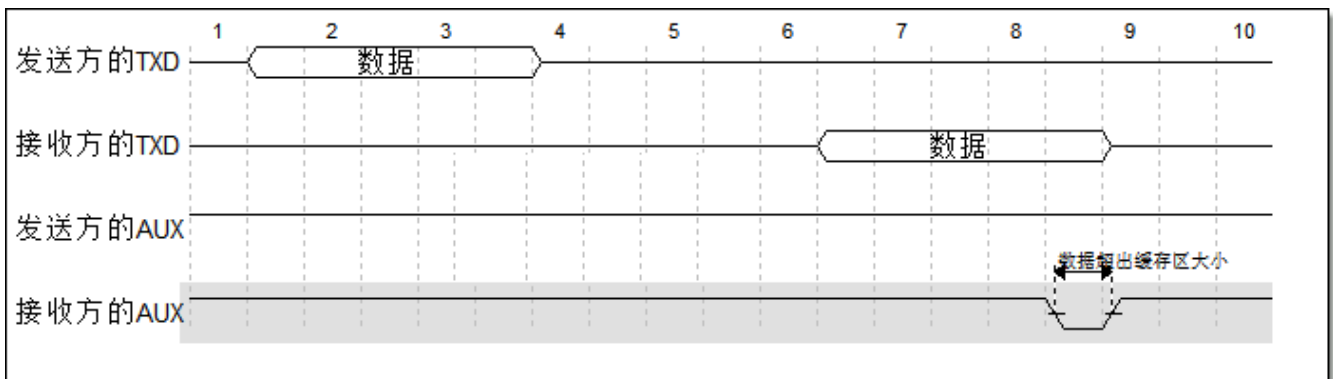 1 2 3 4 5 6 7 8 9 10
发送方的TXD 数据
接收方的TXD 数据
发送方的AUX
数据超出缓存区大小
接收方的AUX